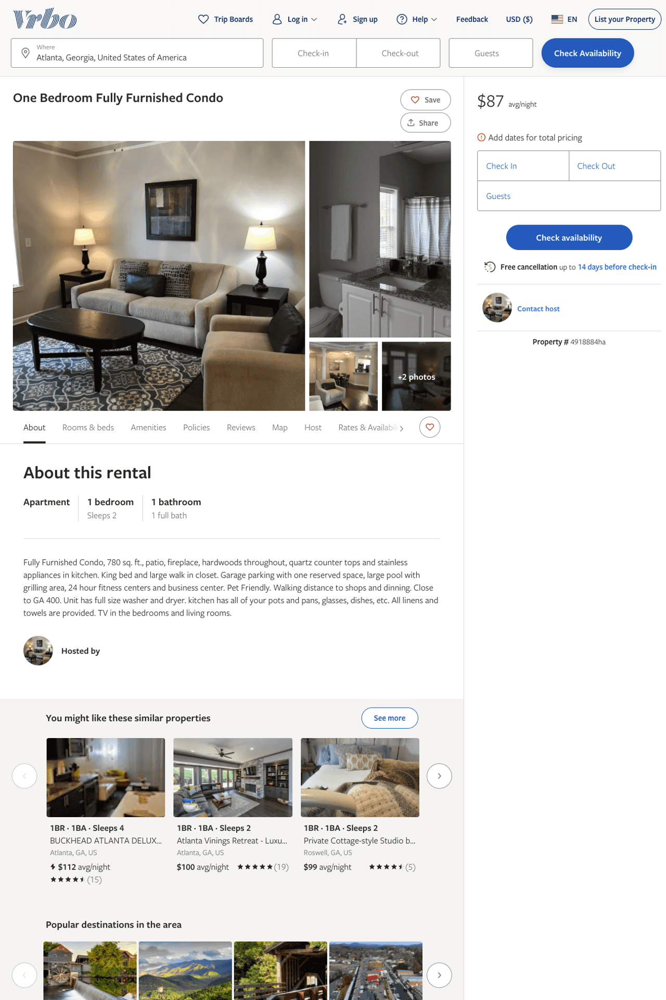 Vrbo
Trip Boards
Log in
Sign up
Help
Feedback
USD ($)
EN
List your Property
Where
Atlanta, Georgia, United States of America
Check-in
Check-out
Guests
Check Availability
One Bedroom Fully Furnished Condo
Save
Share
$87 avg/night
Add dates for total pricing
Check In
Check Out
Guests
Check availability
Free cancellation up to 14 days before check-in
Contact host
Property # 4918884ha
+2 photos
About
Rooms & beds
Amenities
Policies
Reviews
Map
Host
Rates & Availabili
About this rental
Apartment
1 bedroom
Sleeps 2
1 bathroom
1 full bath
Fully Furnished Condo, 780 sq. ft., patio, fireplace, hardwoods throughout, quartz counter tops and stainless
appliances in kitchen. King bed and large walk in closet. Garage parking with one reserved space, large pool with
grilling area, 24 hour fitness centers and business center. Pet Friendly. Walking distance to shops and dinning. Close
to GA 400. Unit has full size washer and dryer. kitchen has all of your pots and pans, glasses, dishes, etc. All linens and
towels are provided. TV in the bedrooms and living rooms.
Hosted by
You might like these similar properties
See more
1BR · 1BA · Sleeps 4
BUCKHEAD ATLANTA DELUX...
Atlanta, GA, US
$112 avg/night
(15)
1BR · 1BA · Sleeps 2
Atlanta Vinings Retreat - Luxu...
Atlanta, GA, US
$100 avg/night
(19)
1BR · 1BA · Sleeps 2
Private Cottage-style Studio b...
Roswell, GA, US
$99 avg/night
(5)
Popular destinations in the area